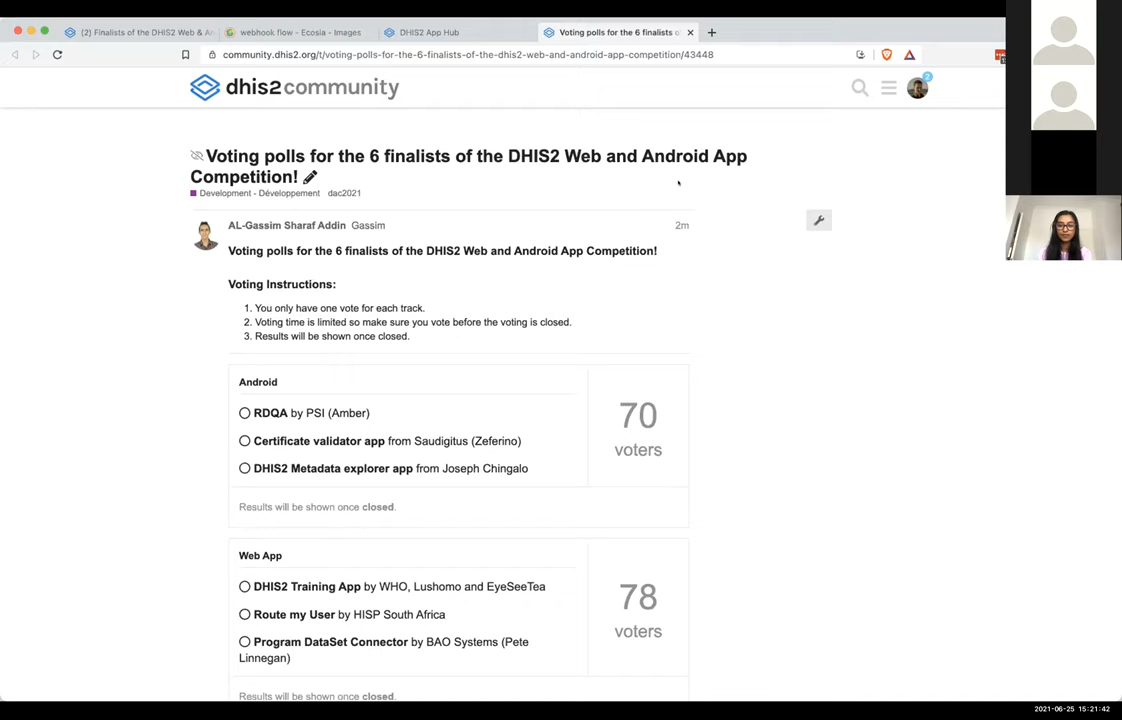 (2) Finalists of the DHIS2 Web & An
webhook flow - Ecosia - Images
DHIS2 App Hub
Voting polls for the 6 finalists o
community.dhis2.org/t/voting-polls-for-the-6-finalists-of-the-dhis2-web-and-android-app-competition/43448
dhis2community
2
Voting polls for the 6 finalists of the DHIS2 Web and Android App
Competition!
Development - Développement dac2021
AL-Gassim Sharaf Addin Gassim 2m
Voting polls for the 6 finalists of the DHIS2 Web and Android App Competition!
Voting Instructions:
1. You only have one vote for each track.
2. Voting time is limited so make sure you vote before the voting is closed.
3. Results will be shown once closed.
Android
RDQA by PSI (Amber)
Certificate validator app from Saudigitus (Zeferino)
DHIS2 Metadata explorer app from Joseph Chingalo
70
voters
Results will be shown once closed.
Web App
DHIS2 Training App by WHO, Lushomo and EyeSeeTea
Route my User by HISP South Africa
Program DataSet Connector by BAO Systems (Pete
Linnegan)
78
voters
Results will be shown once closed.
2021-06-25 15:21:42